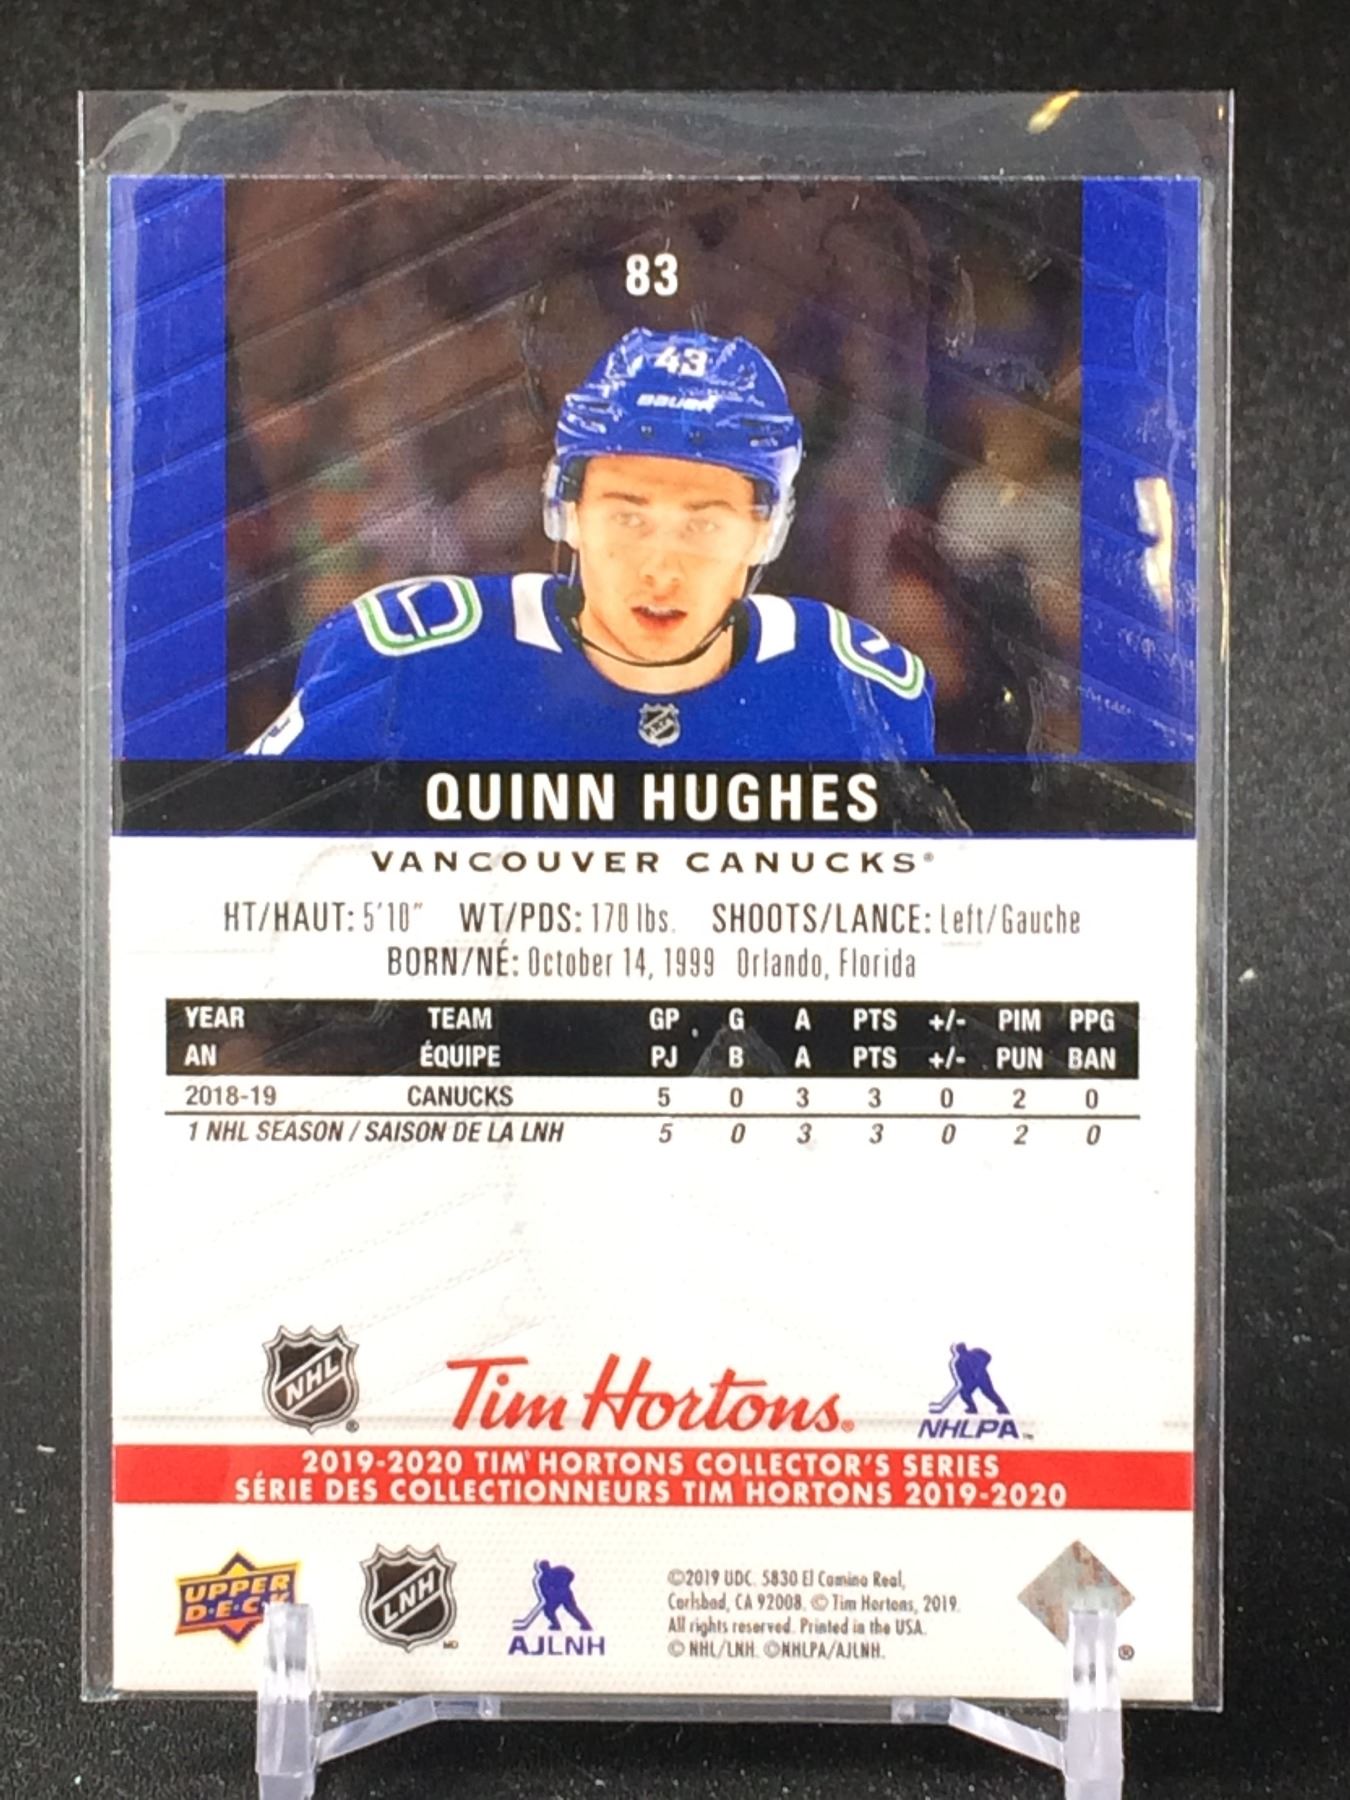 83
43
BAUER
QUINN HUGHES
VANCOUVER CANUCKS®
HT/HAUT: 5'10" WT/PDS: 170 lbs. SHOOTS/LANCE: Left/Gauche
BORN/NÉ: October 14, 1999 Orlando, Florida
YEAR TEAM GP G A PTS +/- PIM PPG
AN ÉQUIPE PJ B A PTS +/- PUN BAN
2018-19 CANUCKS 5 0 3 3 0 2 0
1 NHL SEASON / SAISON DE LA LNH 5 0 3 3 0 2 0
NHL ®
Tim Hortons®
NHLPA™
2019-2020 TIM HORTONS COLLECTOR'S SERIES
SÉRIE DES COLLECTIONNEURS TIM HORTONS 2019-2020
UPPER
D·E·C·K
LNH MD
AJLNH
©2019 UDC. 5830 El Camino Real,
Carlsbad, CA 92008. © Tim Hortons, 2019.
All rights reserved. Printed in the USA.
© NHL/LNH. ©NHLPA/AJLNH.
®